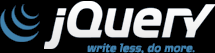 jQuery
write less, do more.